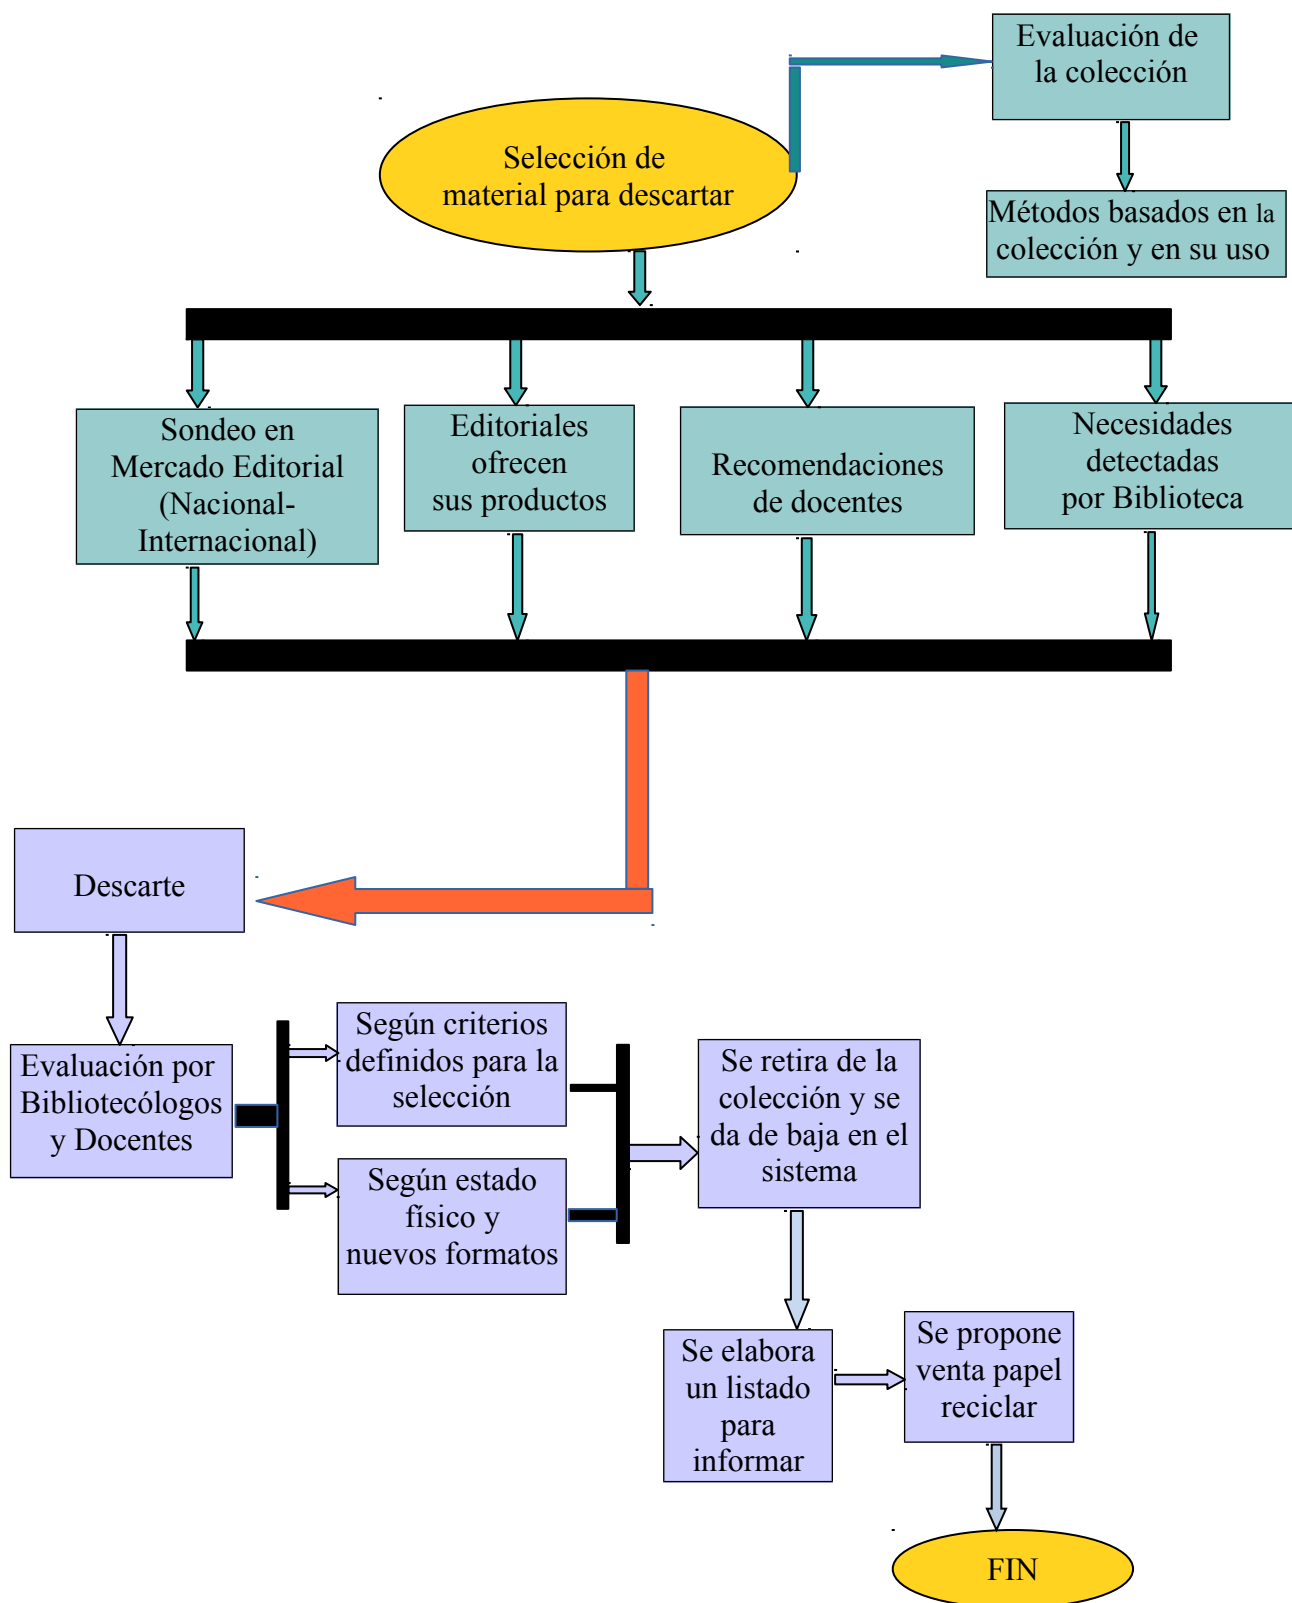 Evaluación de
la colección
Selección de
material para descartar
Métodos basados en la
colección y en su uso
Sondeo en
Mercado Editorial
(Nacional-
Internacional)
Editoriales
ofrecen
sus productos
Recomendaciones
de docentes
Necesidades
detectadas
por Biblioteca
Descarte
Evaluación por
Bibliotecólogos
y Docentes
Según criterios
definidos para la
selección
Según estado
físico y
nuevos formatos
Se retira de la
colección y se
da de baja en el
sistema
Se elabora
un listado
para
informar
Se propone
venta papel
reciclar
FIN